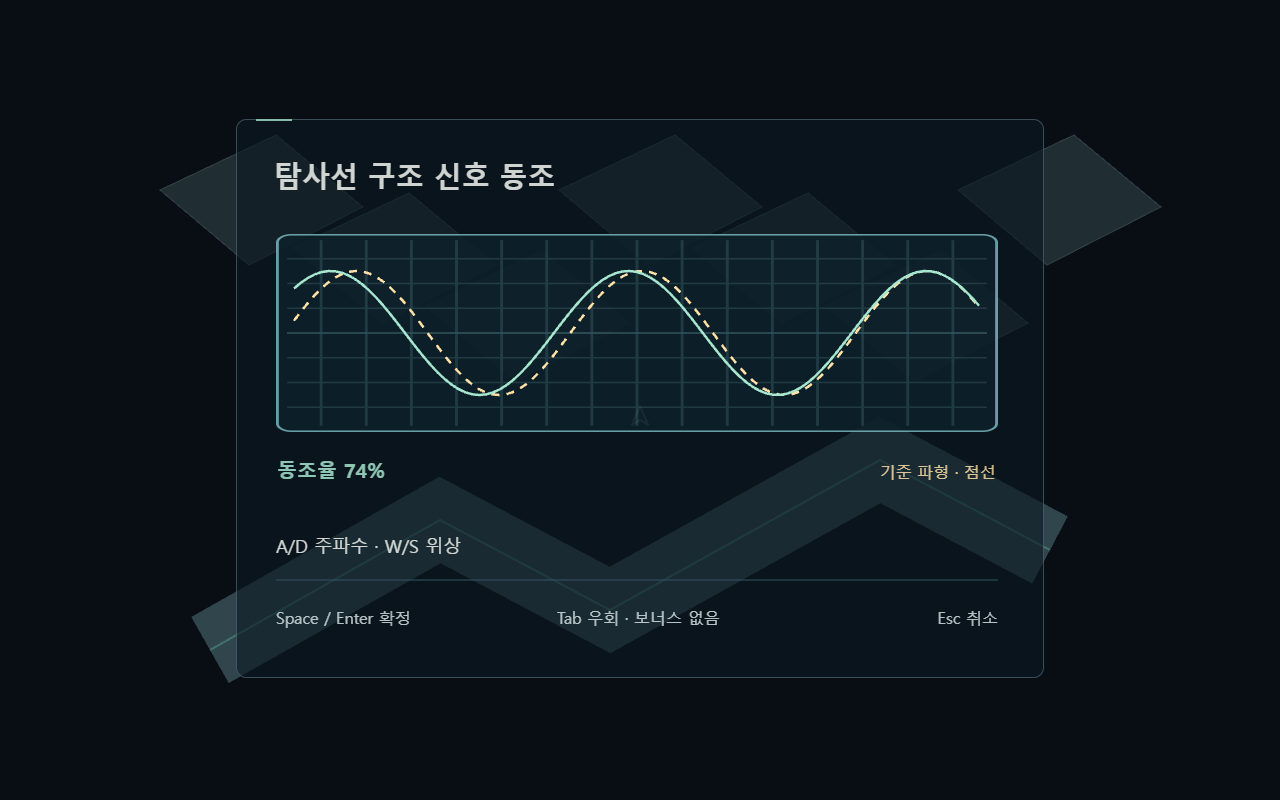 탐사선 구조 신호 동조
동조율 74%
기준 파형 · 점선
A/D 주파수 · W/S 위상
Space / Enter 확정
Tab 우회 · 보너스 없음
Esc 취소